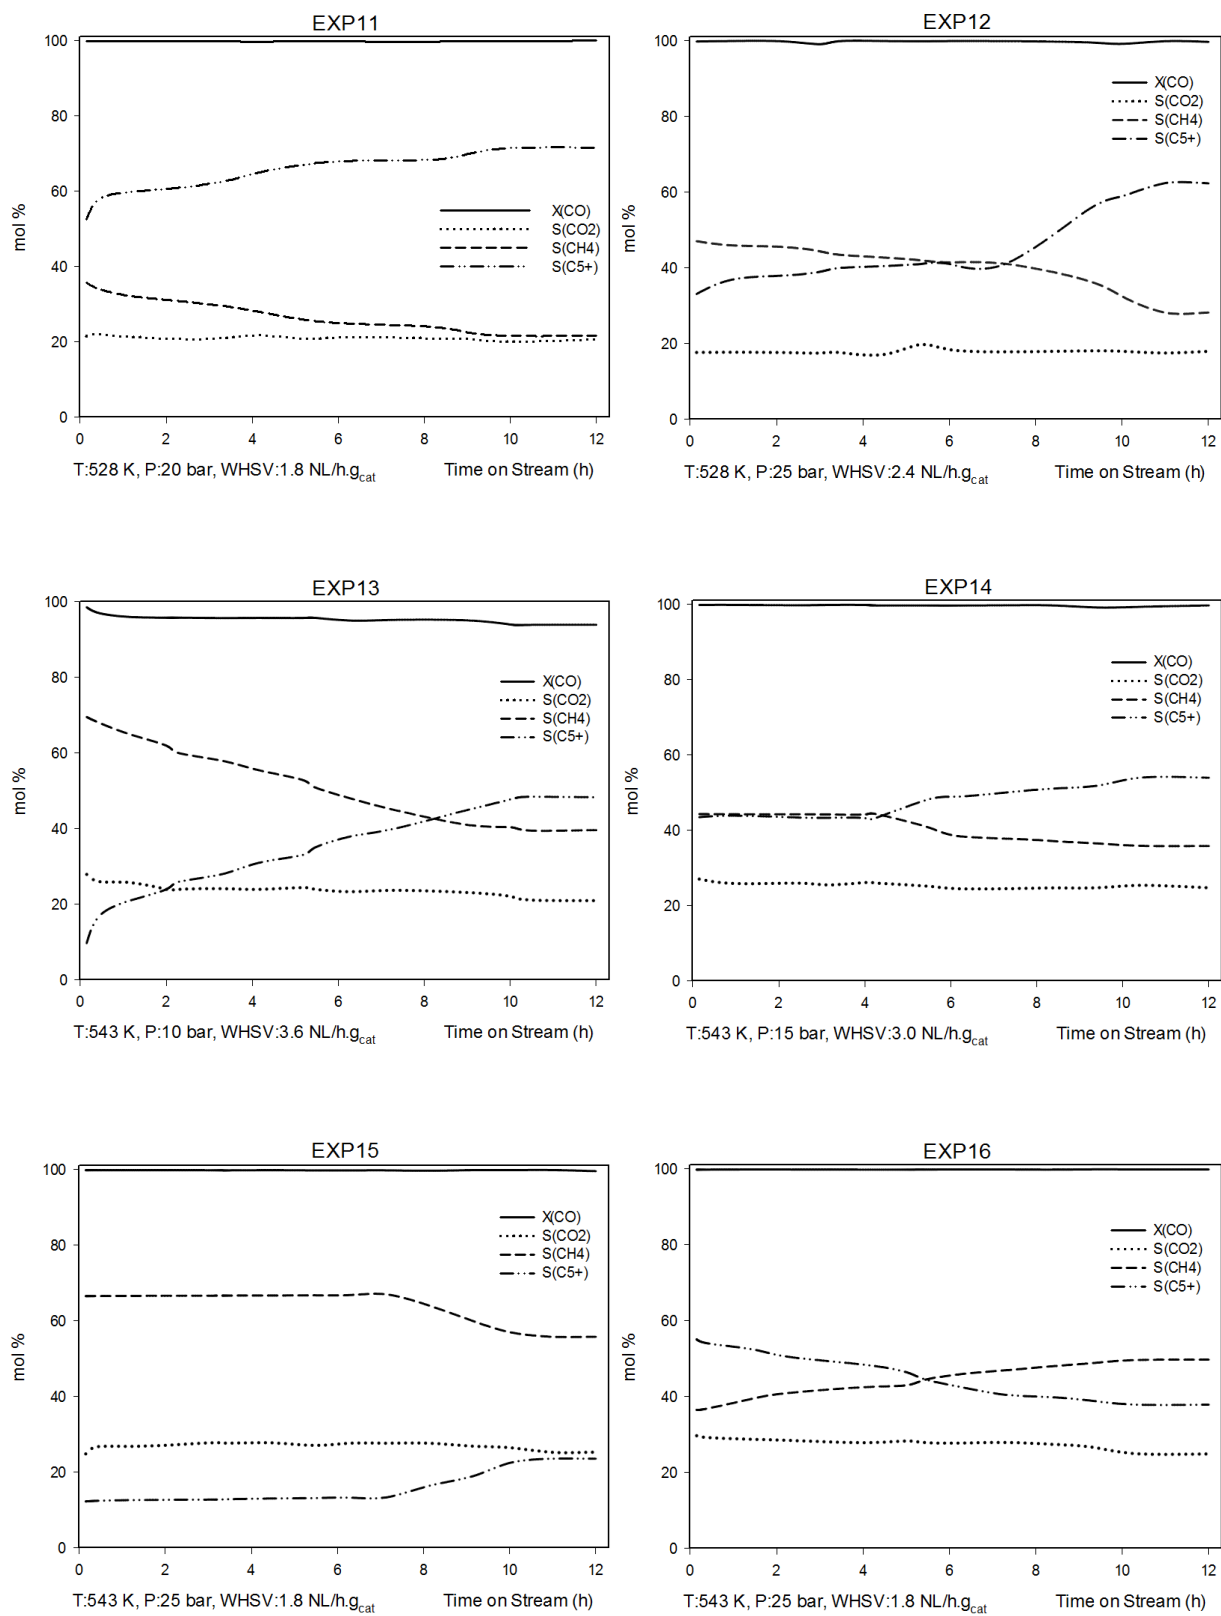 EXP11
100
80
60
40
20
0
mol %
X(CO)
S(CO2)
S(CH4)
S(C5+)
0 2 4 6 8 10 12
T:528 K, P:20 bar, WHSV:1.8 NL/h.gcat Time on Stream (h)
EXP12
100
80
60
40
20
0
mol %
X(CO)
S(CO2)
S(CH4)
S(C5+)
0 2 4 6 8 10 12
T:528 K, P:25 bar, WHSV:2.4 NL/h.gcat Time on Stream (h)
EXP13
100
80
60
40
20
0
mol %
X(CO)
S(CO2)
S(CH4)
S(C5+)
0 2 4 6 8 10 12
T:543 K, P:10 bar, WHSV:3.6 NL/h.gcat Time on Stream (h)
EXP14
100
80
60
40
20
0
mol %
X(CO)
S(CO2)
S(CH4)
S(C5+)
0 2 4 6 8 10 12
T:543 K, P:15 bar, WHSV:3.0 NL/h.gcat Time on Stream (h)
EXP15
100
80
60
40
20
0
mol %
X(CO)
S(CO2)
S(CH4)
S(C5+)
0 2 4 6 8 10 12
T:543 K, P:25 bar, WHSV:1.8 NL/h.gcat Time on Stream (h)
EXP16
100
80
60
40
20
0
mol %
X(CO)
S(CO2)
S(CH4)
S(C5+)
0 2 4 6 8 10 12
T:543 K, P:25 bar, WHSV:1.8 NL/h.gcat Time on Stream (h)